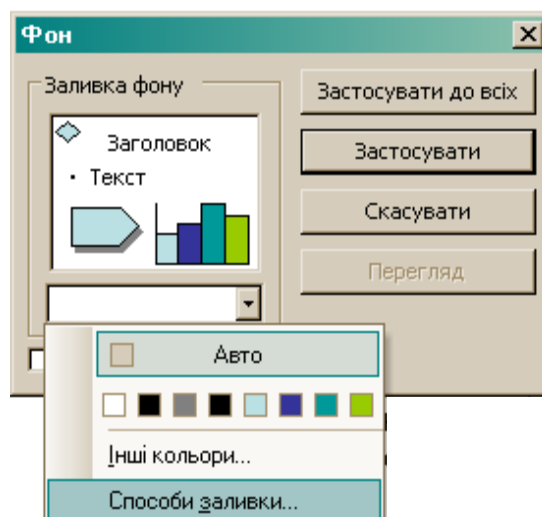 Фон
Заливка фону
Заголовок
• Текст
Застосувати до всіх
Застосувати
Скасувати
Перегляд
Авто
Інші кольори...
Способи заливки...